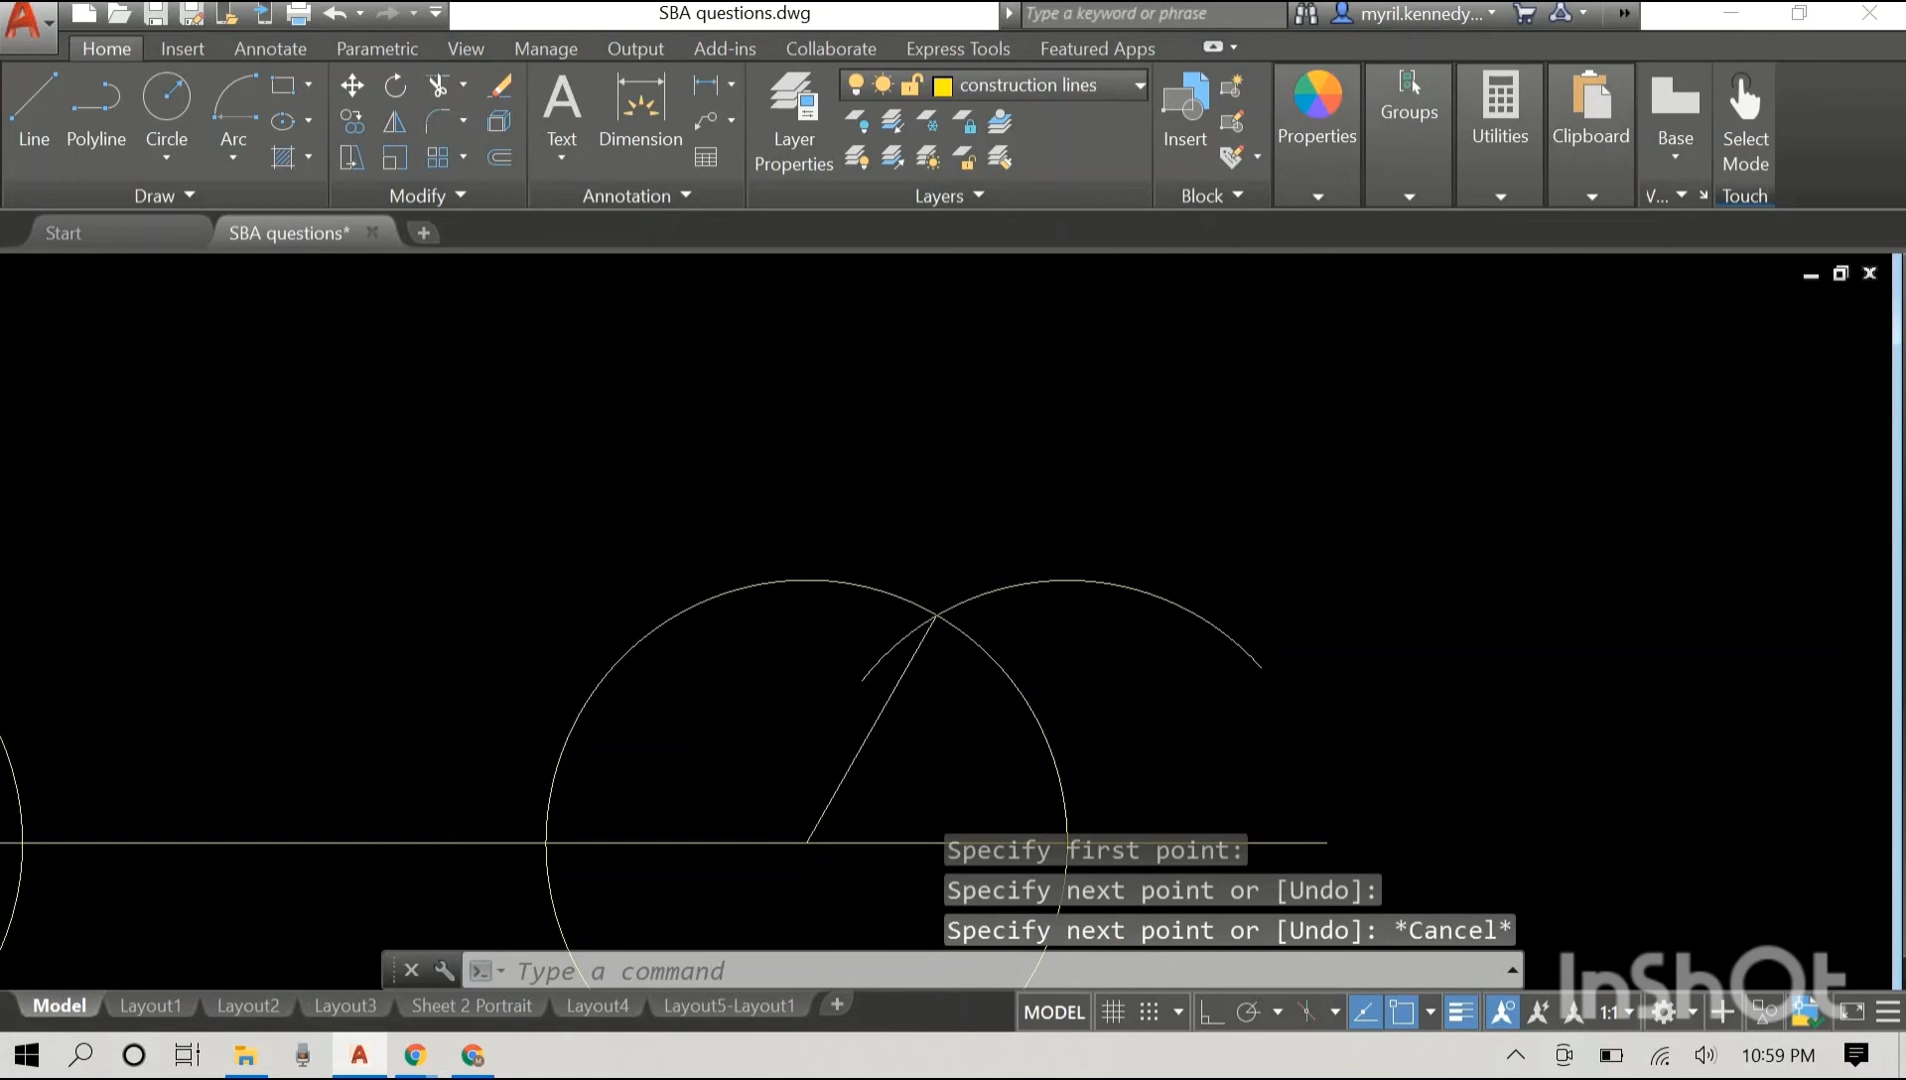 SBA questions.dwg
Type a keyword or phrase
myril.kennedy...
Home Insert Annotate Parametric View Manage Output Add-ins Collaborate Express Tools Featured Apps
Line Polyline Circle Arc
Text Dimension
Layer Properties
construction lines
Insert
Properties
Groups
Utilities
Clipboard
Base
Select Mode
Draw Modify Annotation Layers Block V... Touch
Start SBA questions*
Specify first point:
Specify next point or [Undo]:
Specify next point or [Undo]: *Cancel*
Type a command
InShOt
Model Layout1 Layout2 Layout3 Sheet 2 Portrait Layout4 Layout5-Layout1
MODEL 1:1
10:59 PM